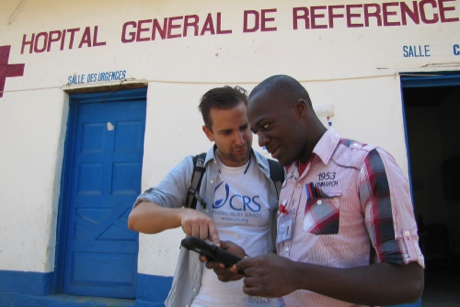 HOPITAL GENERAL DE REFERENCE
SALLE DES URGENCES
SALLE
CRS
1953